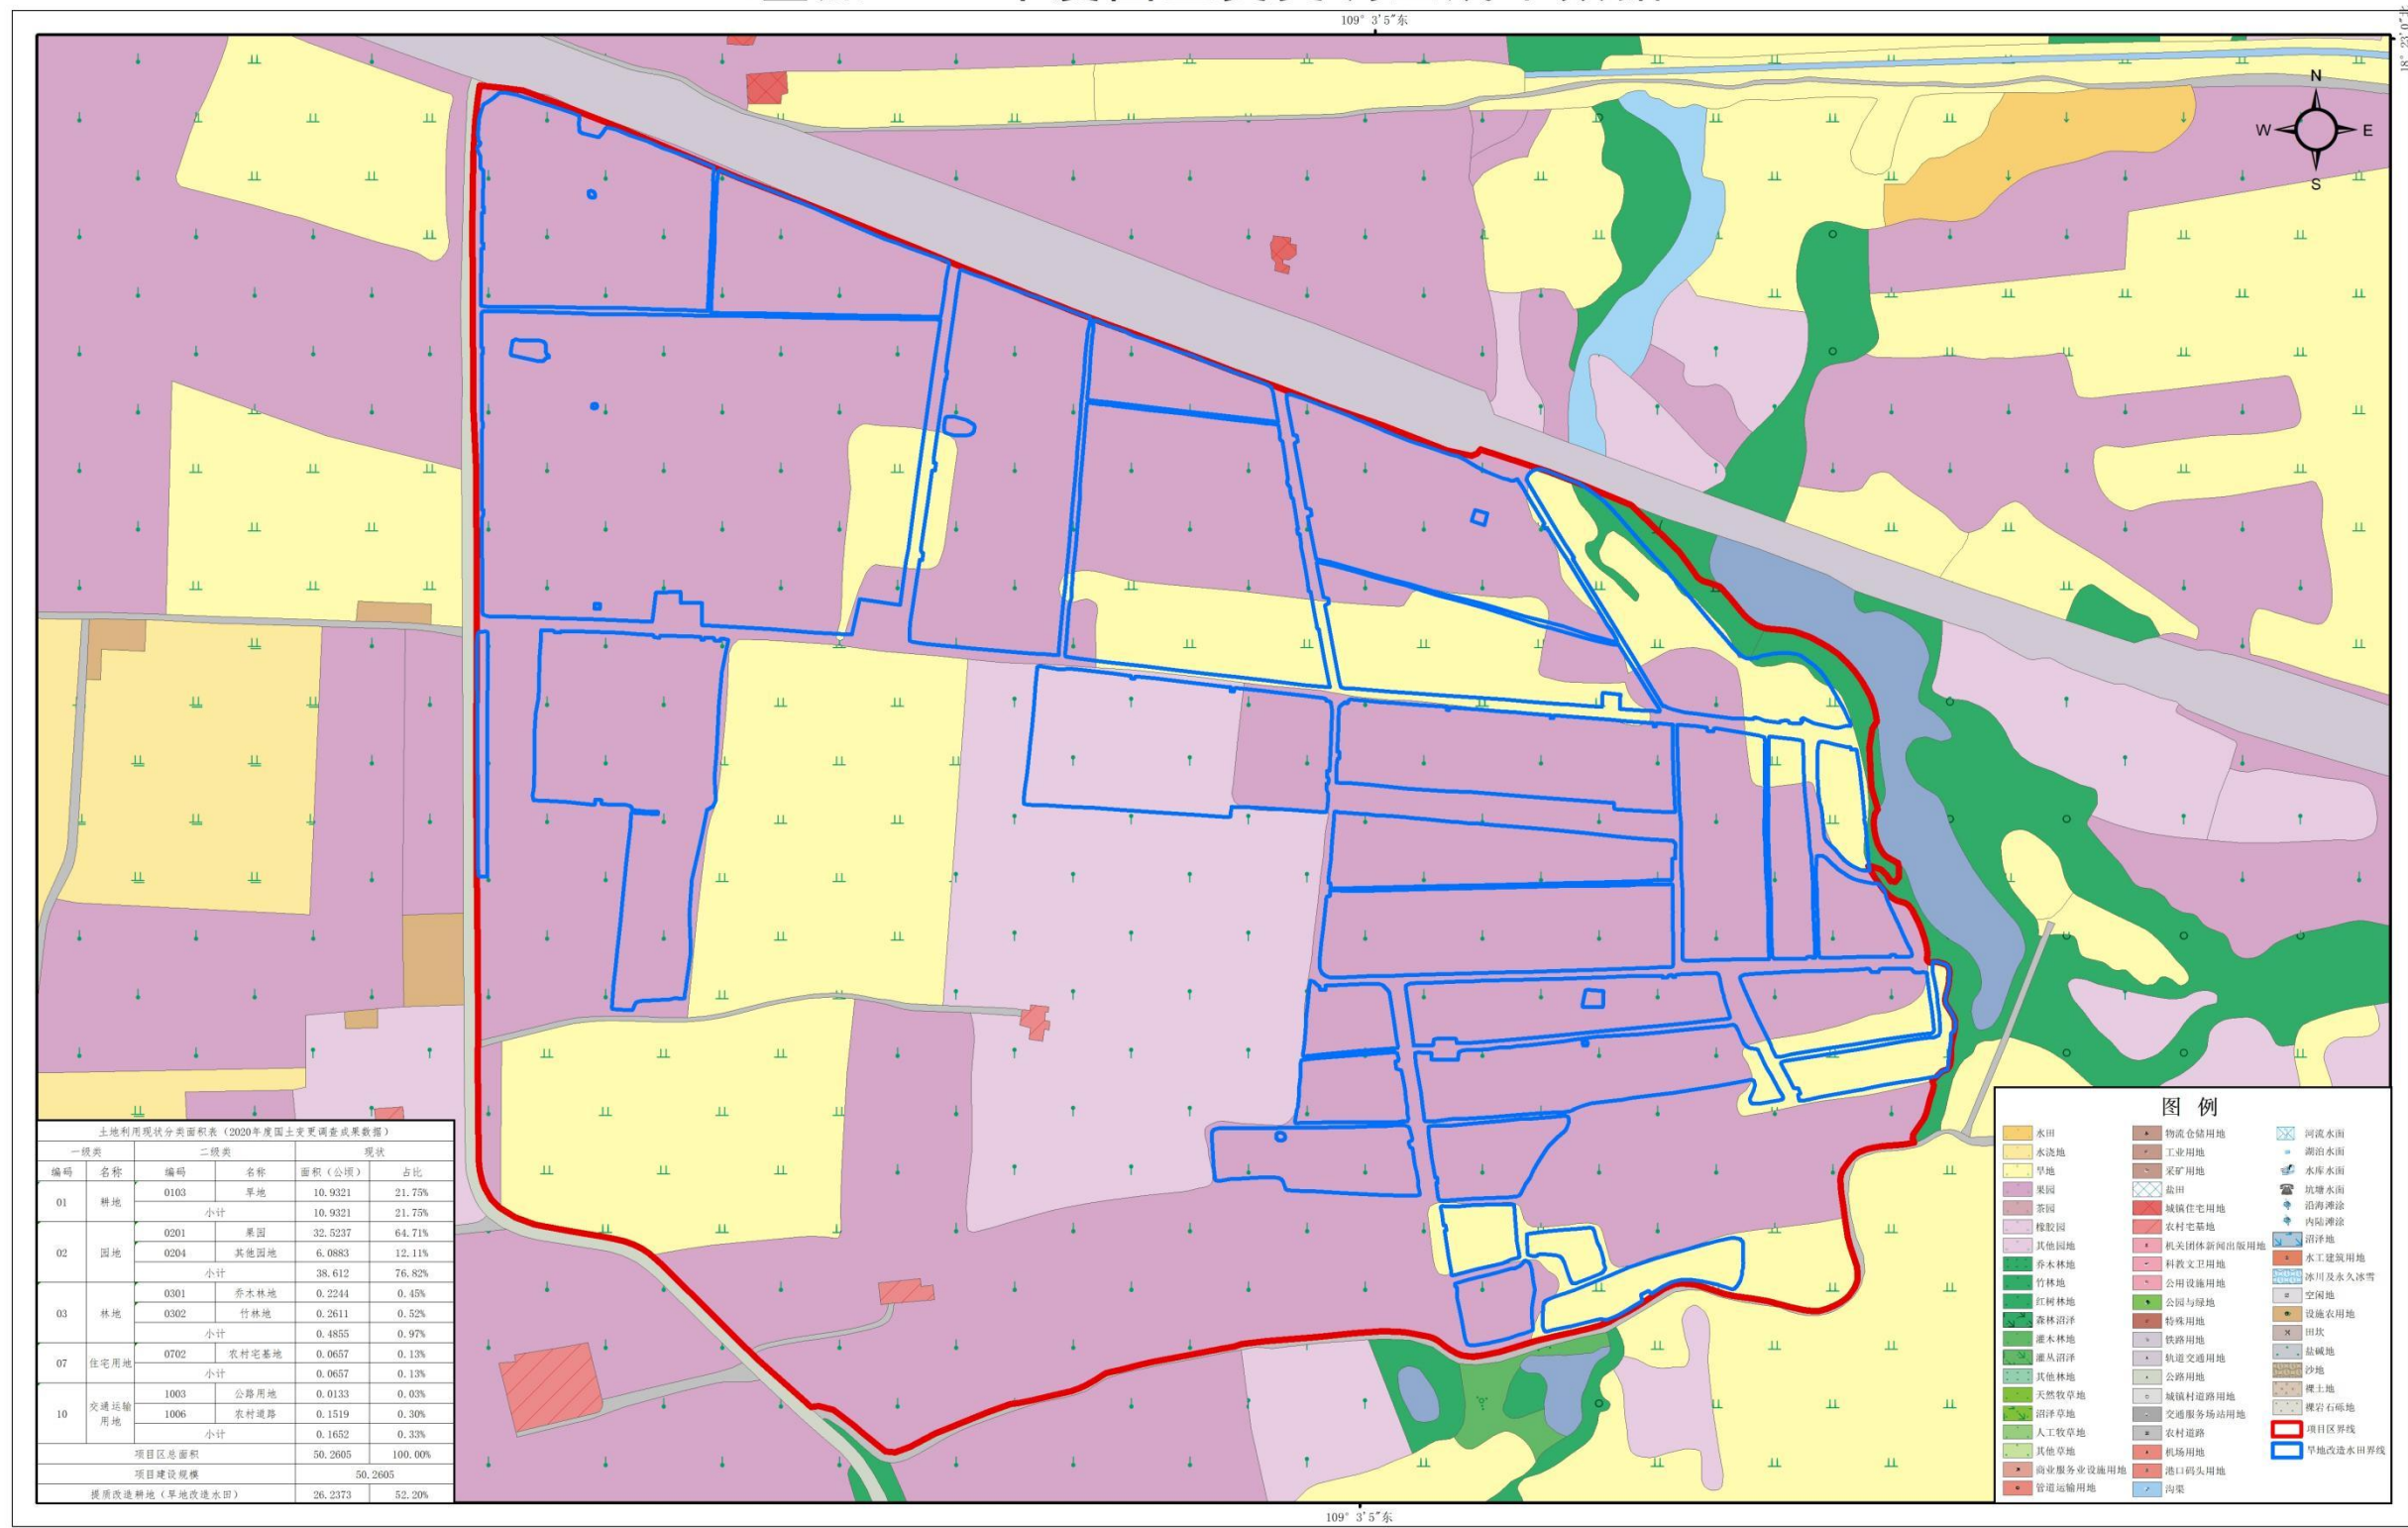 109° 3'5"东
18° 23'0"北
N
W
E
S
土地利用现状分类面积表（2020年度国土变更调查成果数据）
一级类 二级类 现状
编码 名称 编码 名称 面积（公顷） 占比
01 耕地 0103 旱地 10.9321 21.75%
小计 10.9321 21.75%
02 园地 0201 果园 32.5237 64.71%
0204 其他园地 6.0883 12.11%
小计 38.612 76.82%
03 林地 0301 乔木林地 0.2244 0.45%
0302 竹林地 0.2611 0.52%
小计 0.4855 0.97%
07 住宅用地 0702 农村宅基地 0.0657 0.13%
小计 0.0657 0.13%
10 交通运输用地 1003 公路用地 0.0133 0.03%
1006 农村道路 0.1519 0.30%
小计 0.1652 0.33%
项目区总面积 50.2605 100.00%
项目建设规模 50.2605
提质改造耕地（旱地改造水田） 26.2373 52.20%
图 例
水田
水浇地
旱地
果园
茶园
橡胶园
其他园地
乔木林地
竹林地
红树林地
森林沼泽
灌木林地
灌丛沼泽
其他林地
天然牧草地
沼泽草地
人工牧草地
其他草地
商业服务业设施用地
管道运输用地
物流仓储用地
工业用地
采矿用地
盐田
城镇住宅用地
农村宅基地
机关团体新闻出版用地
科教文卫用地
公用设施用地
公园与绿地
特殊用地
铁路用地
轨道交通用地
公路用地
城镇村道路用地
交通服务场站用地
农村道路
机场用地
港口码头用地
沟渠
河流水面
湖泊水面
水库水面
坑塘水面
沿海滩涂
内陆滩涂
沼泽地
水工建筑用地
冰川及永久冰雪
空闲地
设施农用地
田坎
盐碱地
沙地
裸土地
裸岩石砾地
项目区界线
旱地改造水田界线
109° 3'5"东